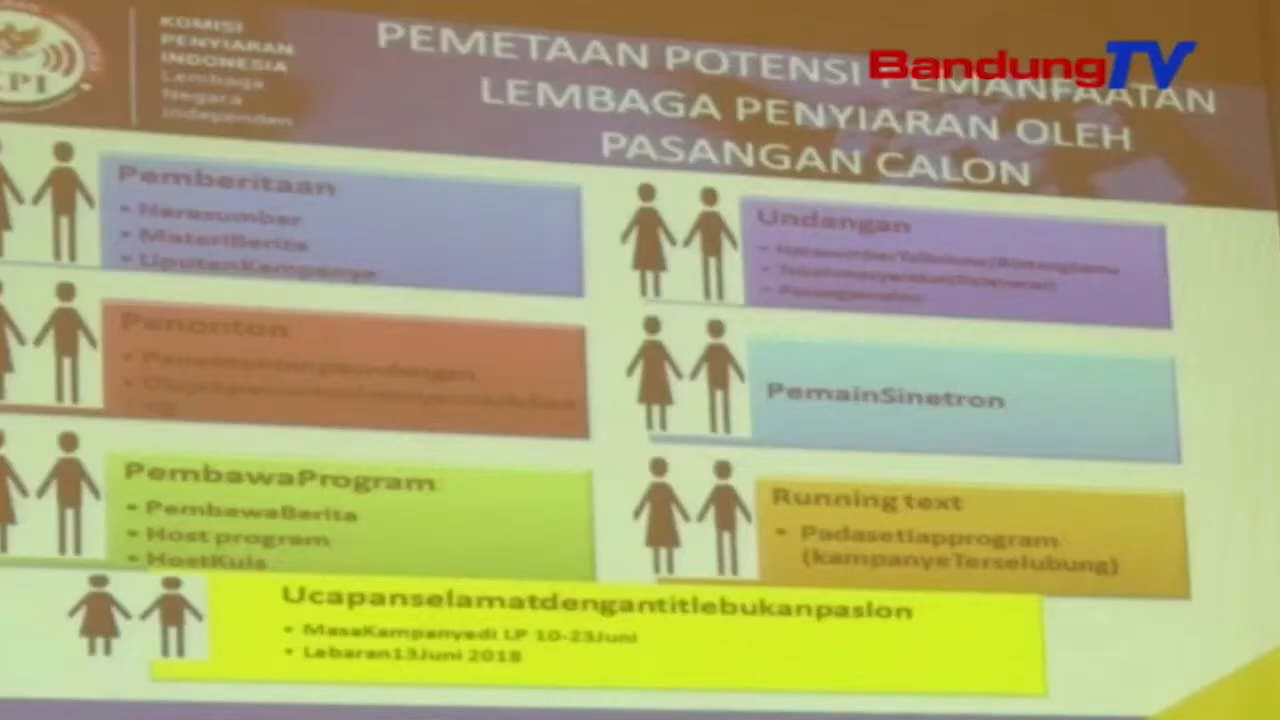 KPI
KOMISI
PENYIARAN
INDONESIA
Lembaga
Negara
Independen
PEMETAAN POTENSI PEMANFAATAN
LEMBAGA PENYIARAN OLEH
PASANGAN CALON
BandungTV
Pemberitaan
• Narasumber
• MateriBerita
• LiputanKampanye
Undangan
Penonton
PemainSinetron
PembawaProgram
• PembawaBerita
• Host program
• HostKuis
Running text
• Padasetiapprogram
(kampanyeTerselubung)
Ucapanselamatdengantitlebukanpaslon
• MasaKampanyedi LP 10-23Juni
• Lebaran13Juni 2018